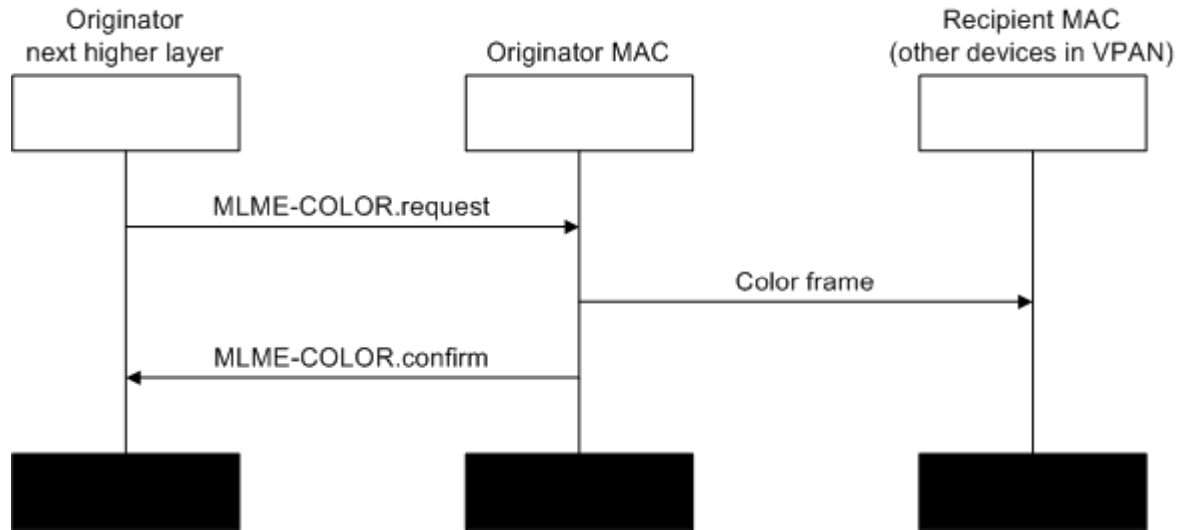 Originator
next higher layer
Originator MAC
Recipient MAC
(other devices in VPAN)
MLME-COLOR.request
Color frame
MLME-COLOR.confirm